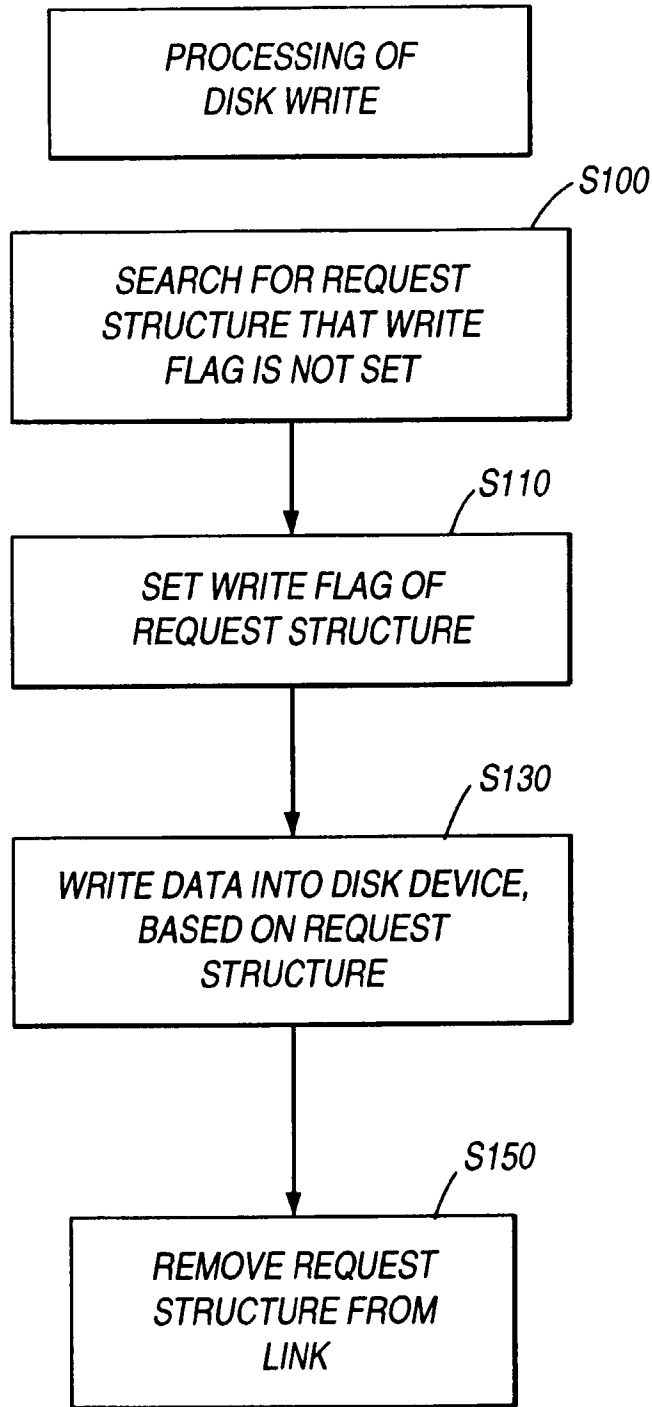 PROCESSING OF
DISK WRITE
S100
SEARCH FOR REQUEST
STRUCTURE THAT WRITE
FLAG IS NOT SET
S110
SET WRITE FLAG OF
REQUEST STRUCTURE
S130
WRITE DATA INTO DISK DEVICE,
BASED ON REQUEST
STRUCTURE
S150
REMOVE REQUEST
STRUCTURE FROM
LINK